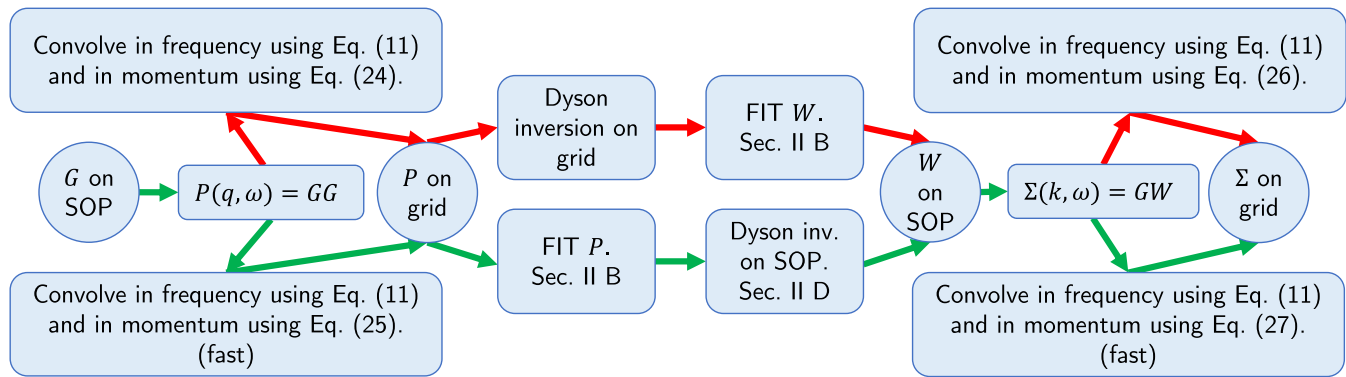 Convolve in frequency using Eq. (11)
and in momentum using Eq. (24).
G on
SOP
P(q, ω) = GG
Convolve in frequency using Eq. (11)
and in momentum using Eq. (25).
(fast)
P on
grid
Dyson
inversion on
grid
FIT W.
Sec. II B
FIT P.
Sec. II B
Dyson inv.
on SOP.
Sec. II D
W
on
SOP
Convolve in frequency using Eq. (11)
and in momentum using Eq. (26).
Σ(k, ω) = GW
Σ on
grid
Convolve in frequency using Eq. (11)
and in momentum using Eq. (27).
(fast)